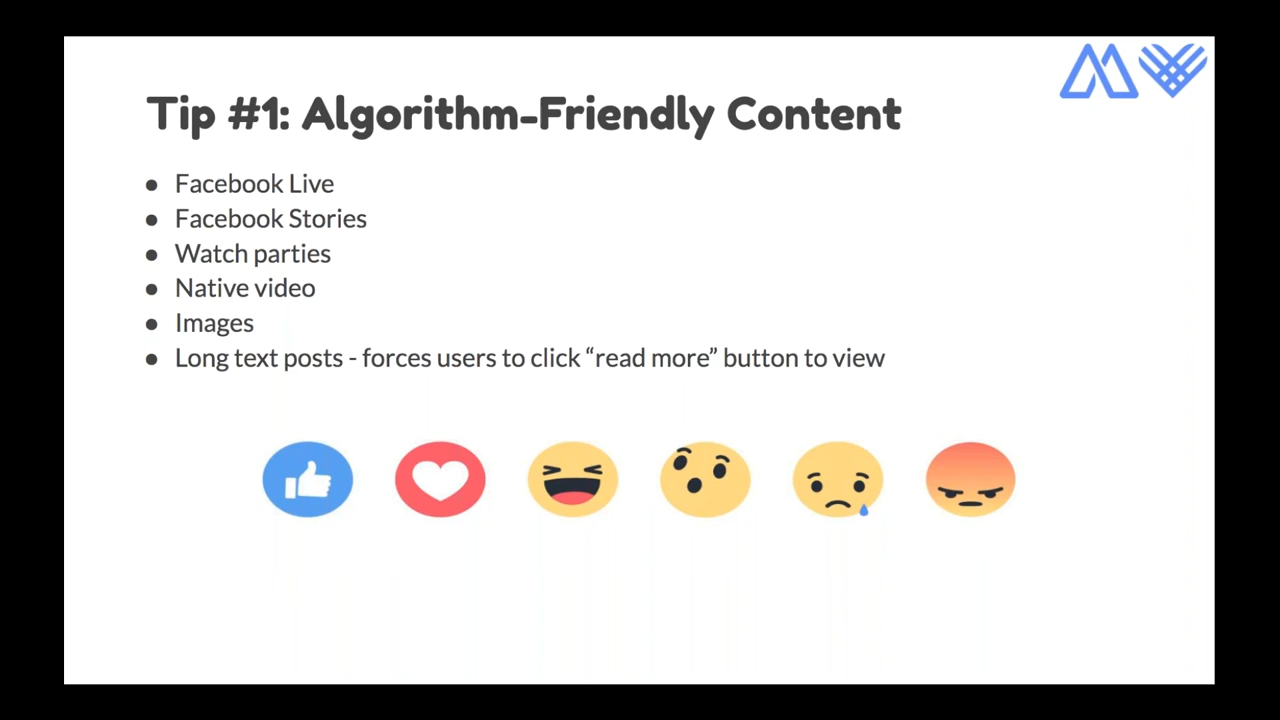 Tip #1: Algorithm-Friendly Content
● Facebook Live
● Facebook Stories
● Watch parties
● Native video
● Images
● Long text posts - forces users to click “read more” button to view